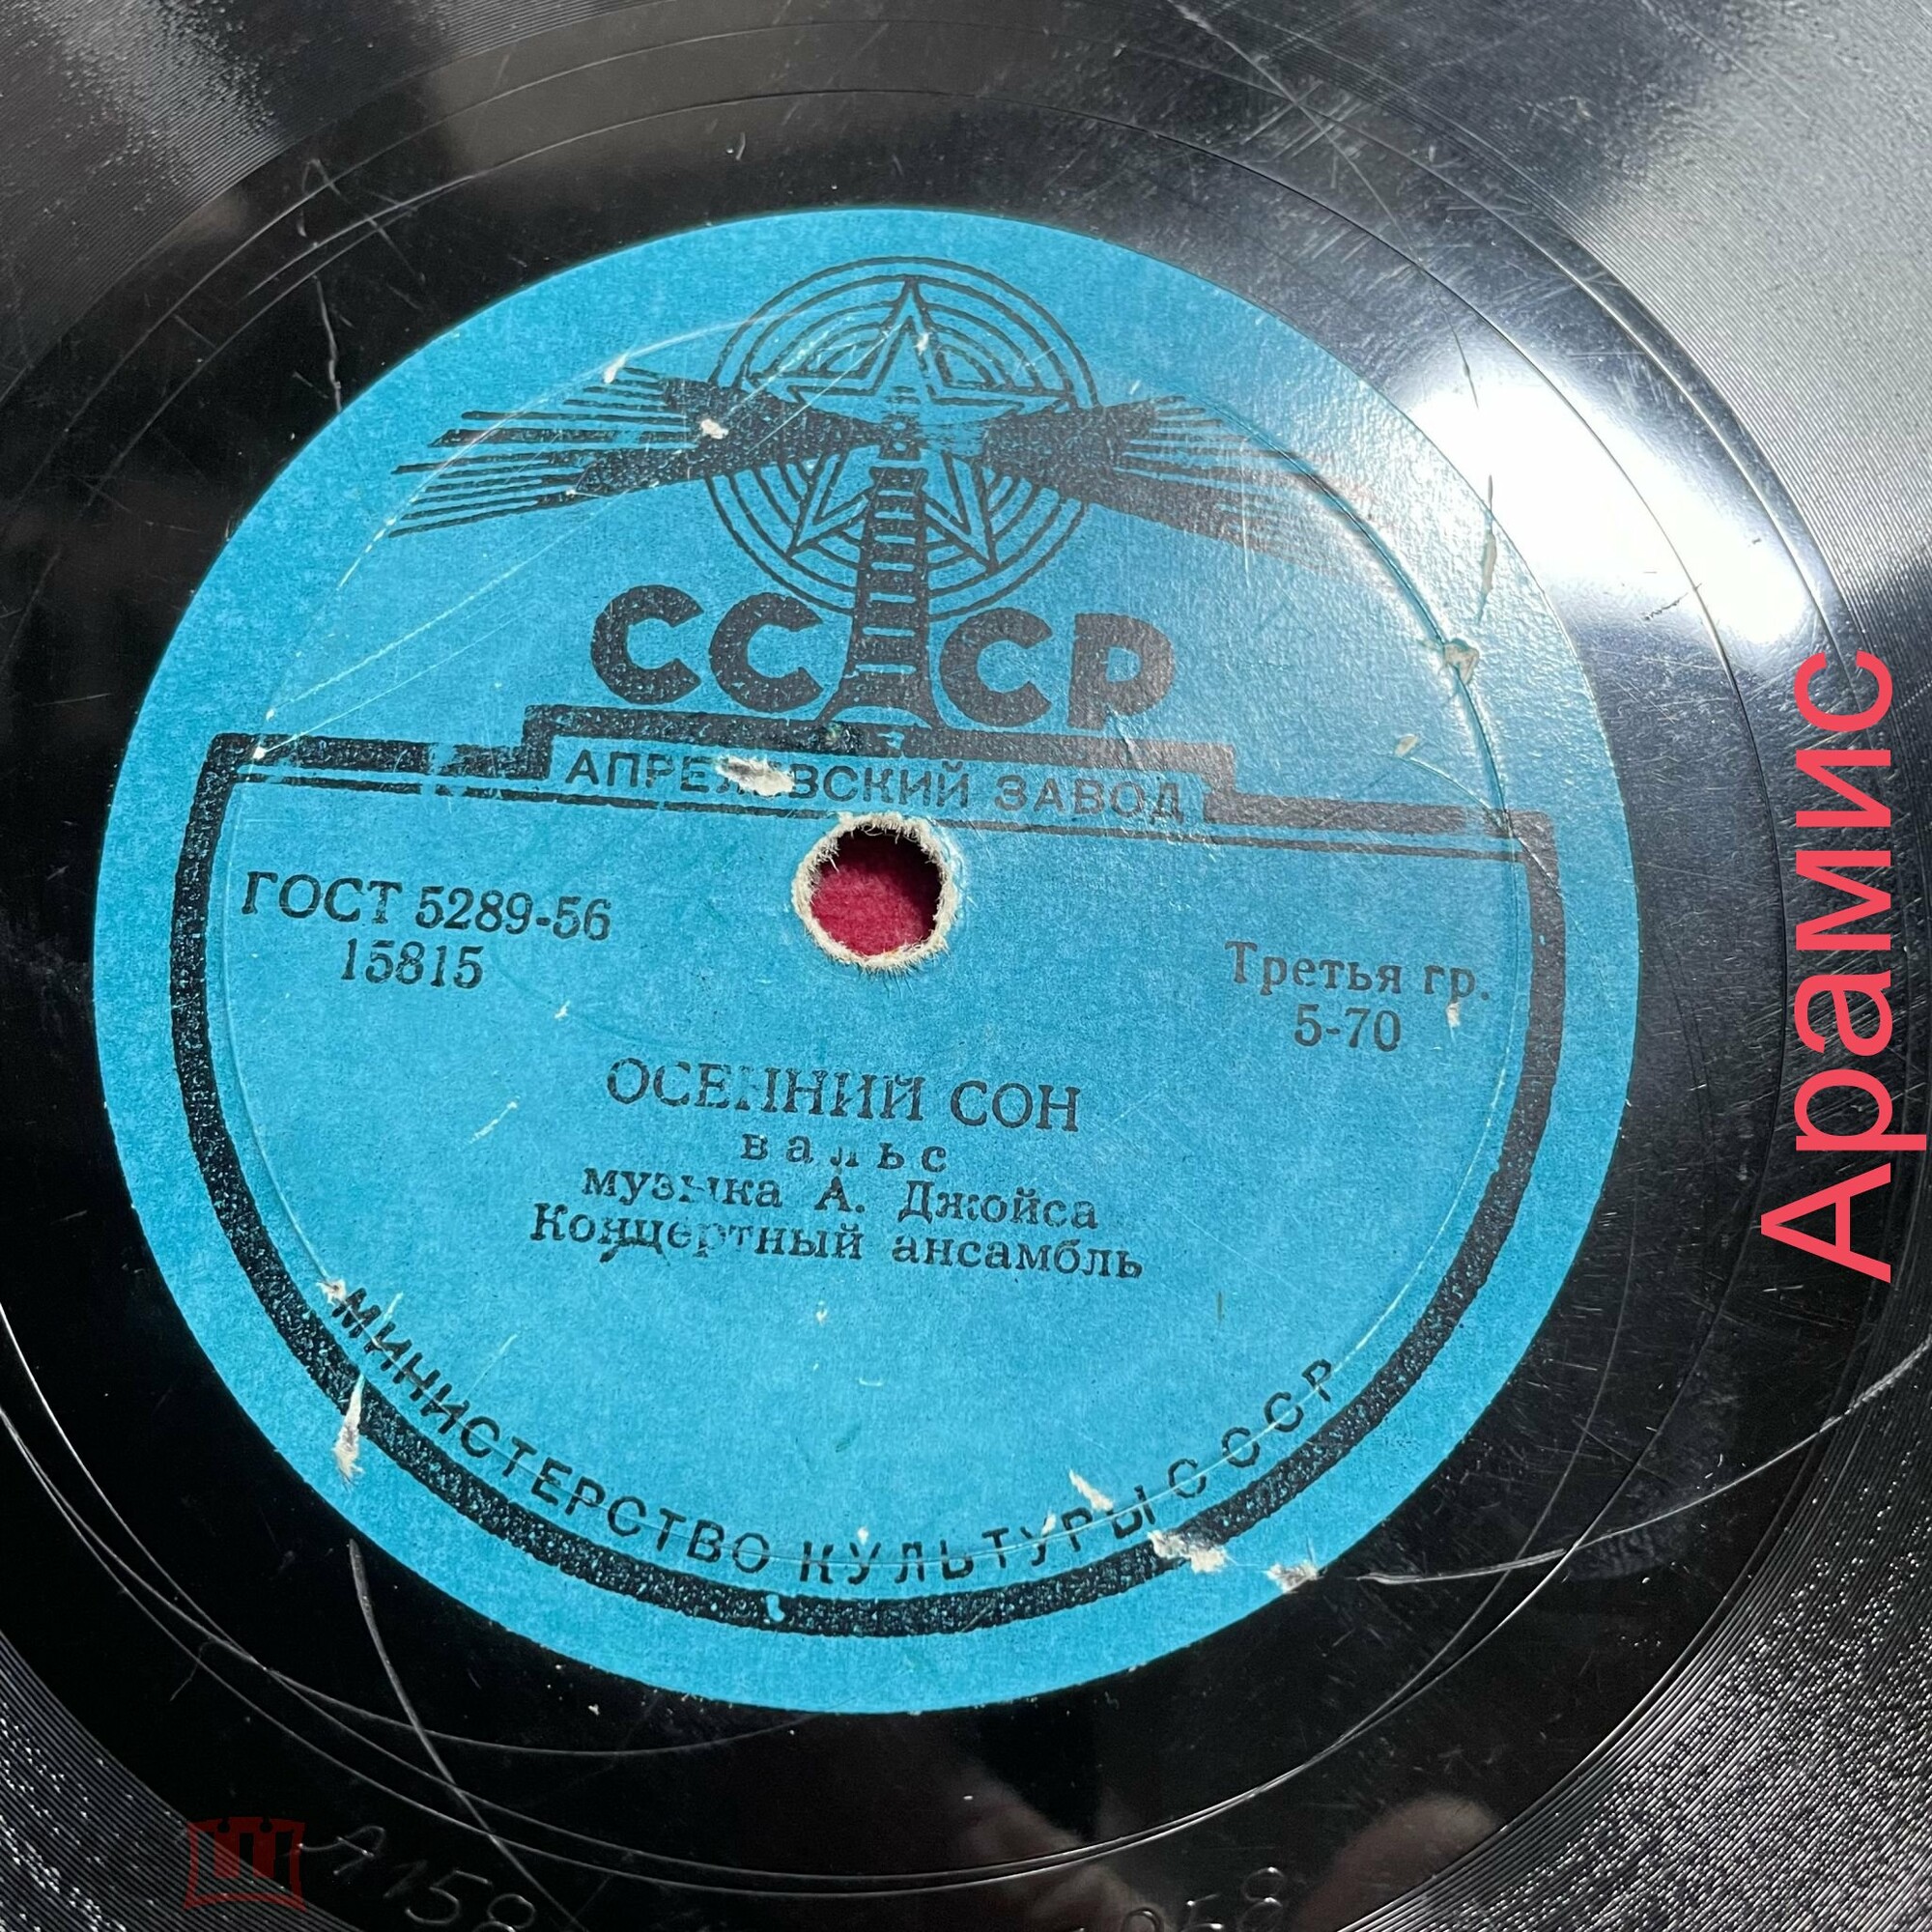 СССР
АПРЕЛЕВСКИЙ ЗАВОД
ГОСТ 5289-56
15815
Третья гр.
5-70
ОСЕННИЙ СОН
вальс
музыка А. Джойса
Концертный ансамбль
МИНИСТЕРСТВО КУЛЬТУРЫ СССР
Арамис